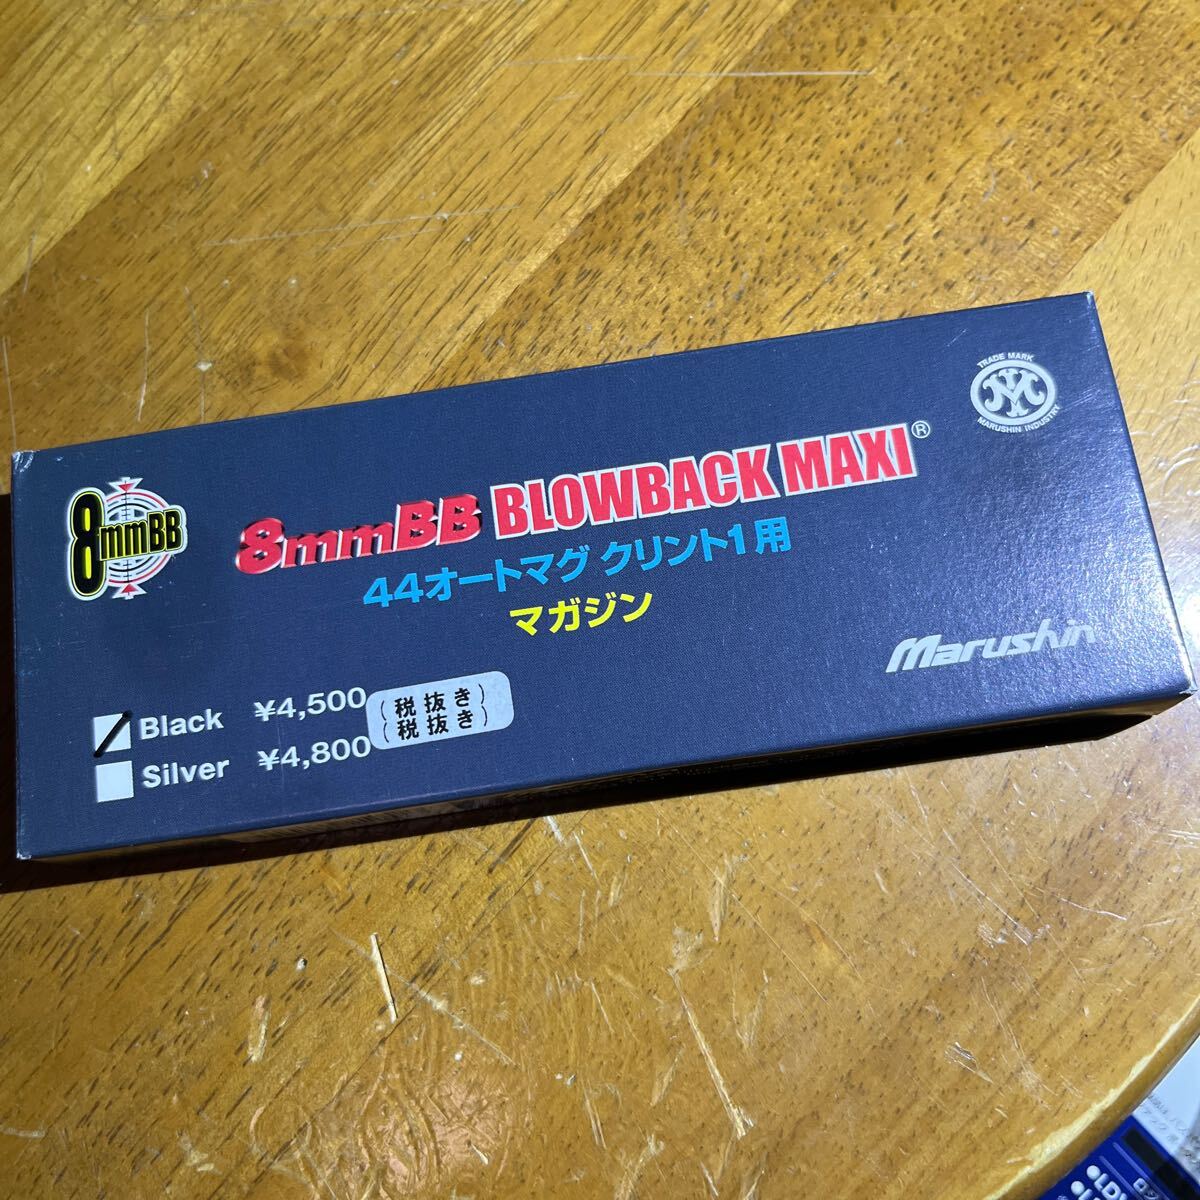 TRADE MARK
MARUSHIN INDUSTRY
8mmBB
8mmBB BLOWBACK MAXI®
44オートマグ クリント1用
マガジン
Marushin
Black ¥4,500 (税抜き)
Silver ¥4,800 (税抜き)